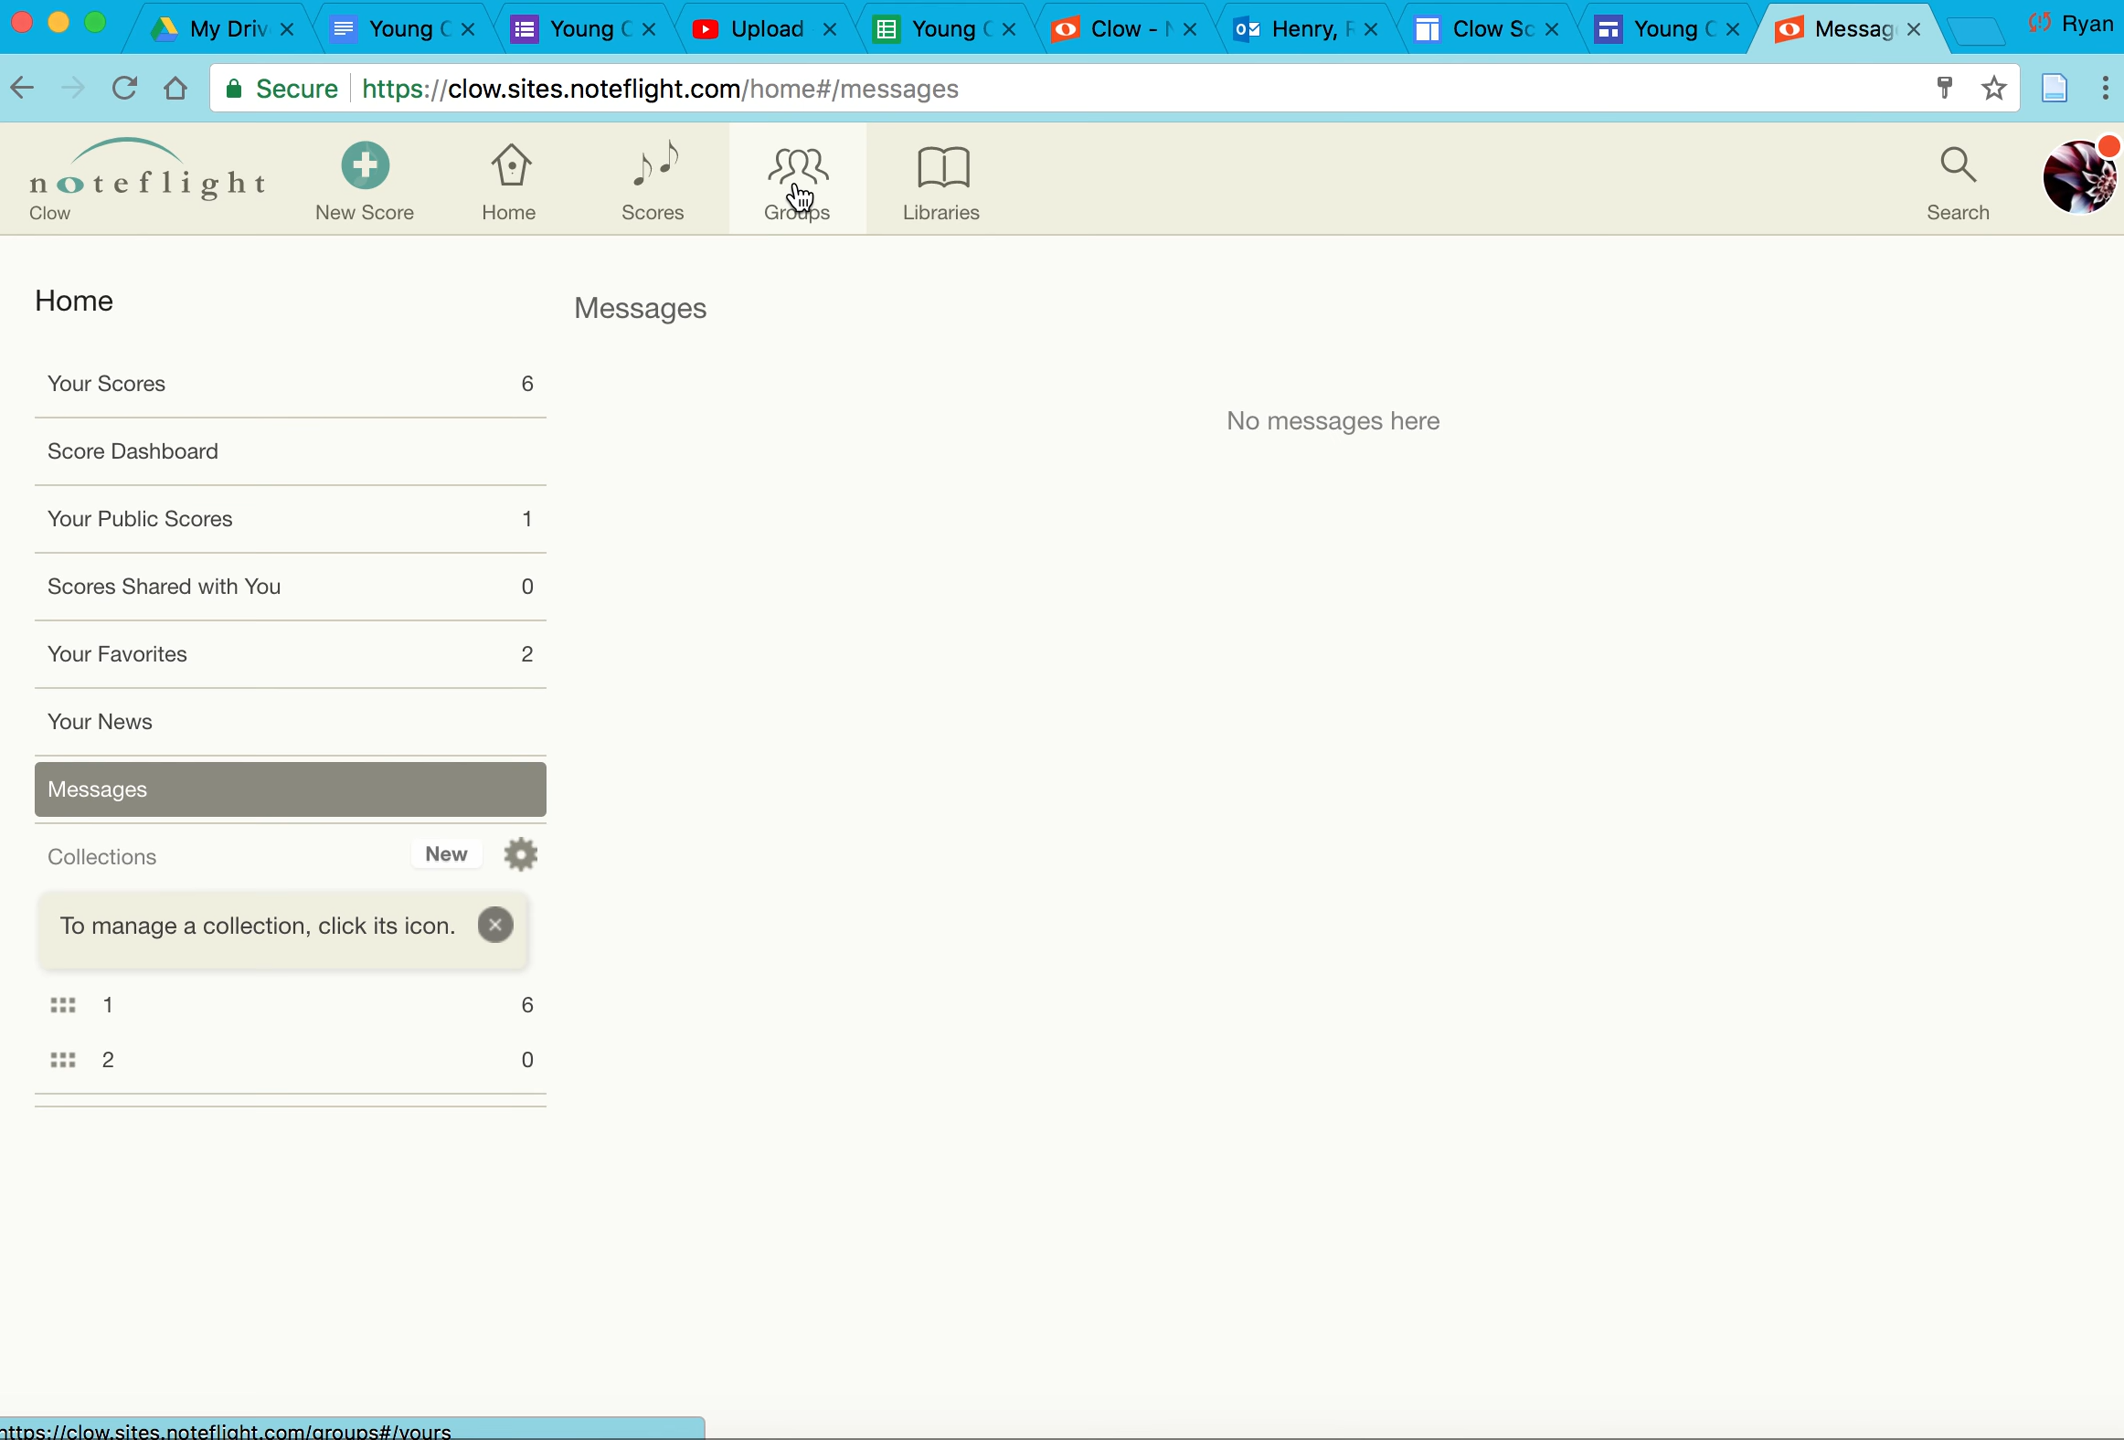 My Driv
Young C
Young C
Upload
Young C
Clow - N
Henry, R
Clow Sc
Young C
Messag
Ryan
Secure https://clow.sites.noteflight.com/home#/messages
noteflight
Clow
New Score
Home
Scores
Groups
Libraries
Search
Home
Messages
Your Scores 6
No messages here
Score Dashboard
Your Public Scores 1
Scores Shared with You 0
Your Favorites 2
Your News
Messages
Collections New
To manage a collection, click its icon.
1 6
2 0
https://clow.sites.noteflight.com/groups#/yours